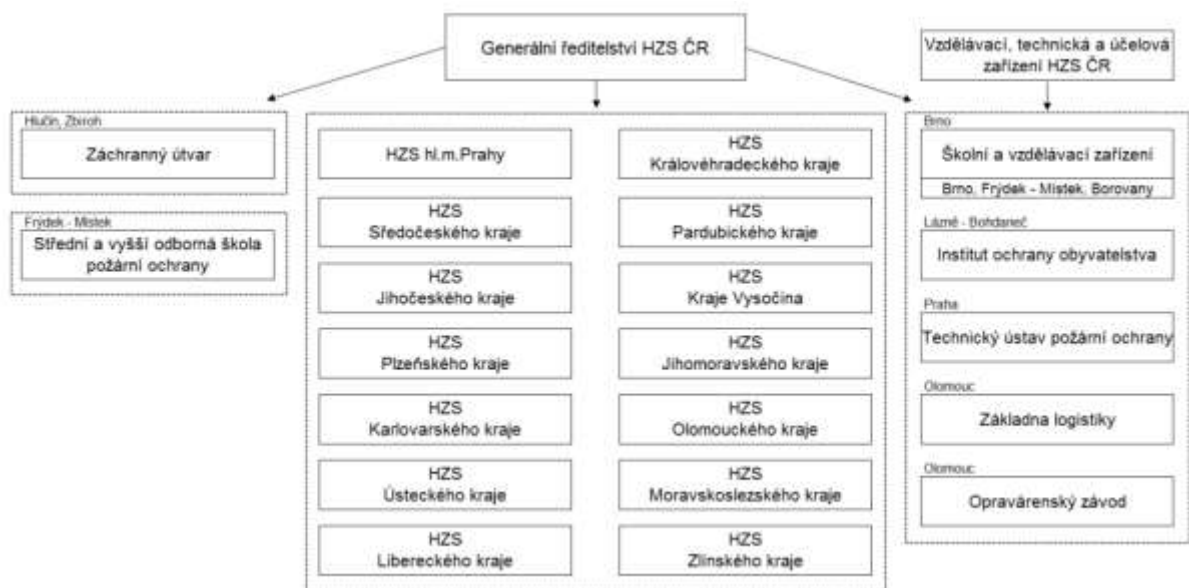 Generální ředitelství HZS ČR
Vzdělávací, technická a účelová
zařízení HZS ČR
Hlučín, Zbiroh
Záchranný útvar
Frýdek - Místek
Střední a vyšší odborná škola
požární ochrany
HZS hl.m.Prahy
HZS
Středočeského kraje
HZS
Jihočeského kraje
HZS
Plzeňského kraje
HZS
Karlovarského kraje
HZS
Ústeckého kraje
HZS
Libereckého kraje
HZS
Královéhradeckého kraje
HZS
Pardubického kraje
HZS
Kraje Vysočina
HZS
Jihomoravského kraje
HZS
Olomouckého kraje
HZS
Moravskoslezského kraje
HZS
Zlínského kraje
Brno
Školní a vzdělávací zařízení
Brno, Frýdek - Místek, Borovany
Lázně - Bohdaneč
Institut ochrany obyvatelstva
Praha
Technický ústav požární ochrany
Olomouc
Základna logistiky
Olomouc
Opravárenský závod